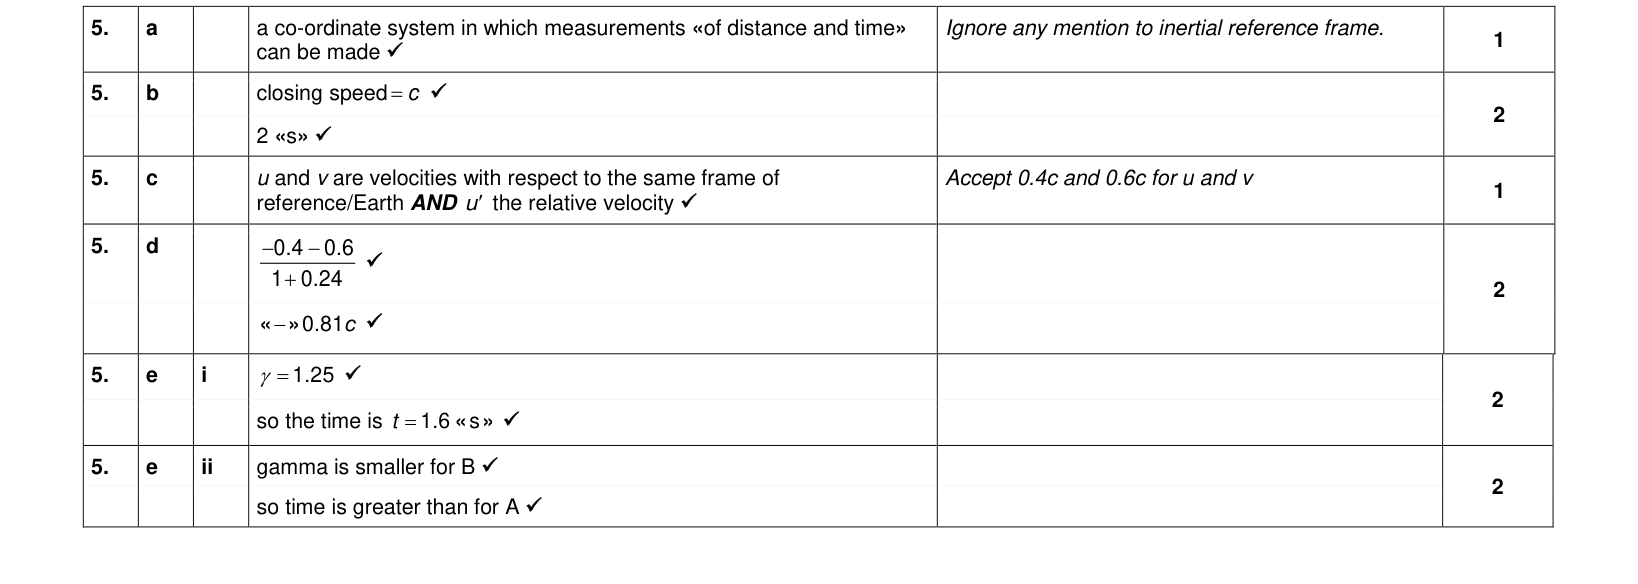 5. a a co-ordinate system in which measurements «of distance and time» Ignore any mention to inertial reference frame. 1
can be made ✓
5. b closing speed = c ✓ 2
2 «s» ✓
5. c u and v are velocities with respect to the same frame of Accept 0.4c and 0.6c for u and v 1
reference/Earth AND u′ the relative velocity ✓
5. d −0.4 − 0.6 ✓ 2
1 + 0.24
«−» 0.81c ✓
5. e i γ = 1.25 ✓ 2
so the time is t = 1.6 «s» ✓
5. e ii gamma is smaller for B ✓ 2
so time is greater than for A ✓